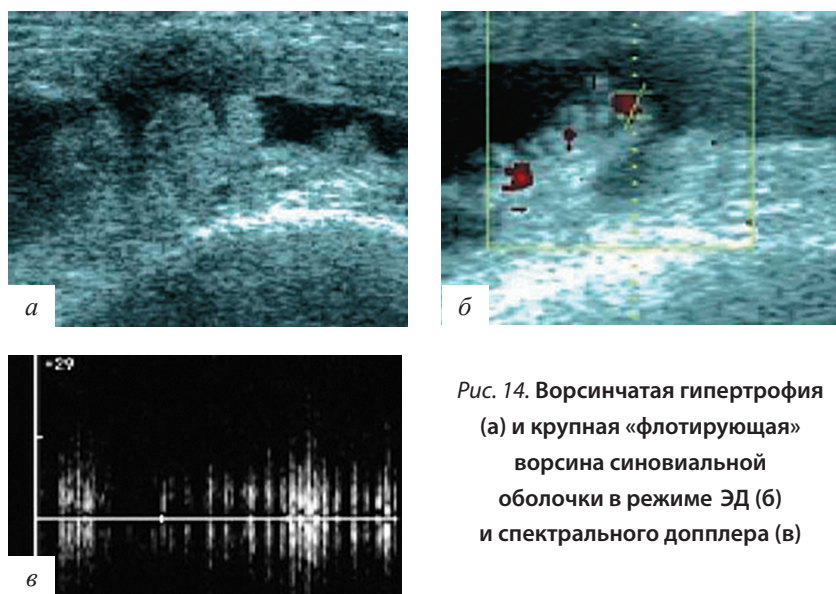 а
б
+29
в
Рис. 14. Ворсинчатая гипертрофия
(а) и крупная «флотирующая»
ворсина синовиальной
оболочки в режиме ЭД (б)
и спектрального допплера (в)